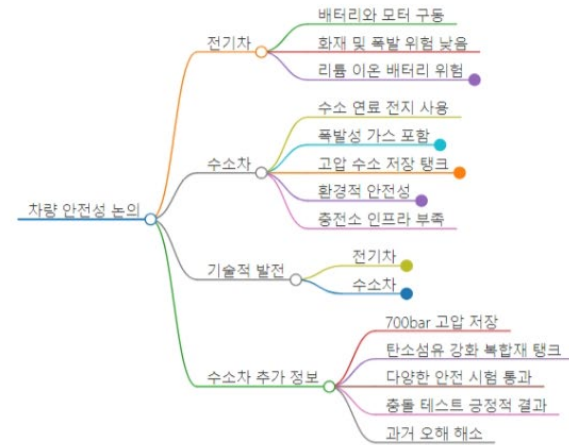 차량 안전성 논의
전기차
배터리와 모터 구동
화재 및 폭발 위험 낮음
리튬 이온 배터리 위험
수소차
수소 연료 전지 사용
폭발성 가스 포함
고압 수소 저장 탱크
환경적 안전성
충전소 인프라 부족
기술적 발전
전기차
수소차
수소차 추가 정보
700bar 고압 저장
탄소섬유 강화 복합재 탱크
다양한 안전 시험 통과
충돌 테스트 긍정적 결과
과거 오해 해소